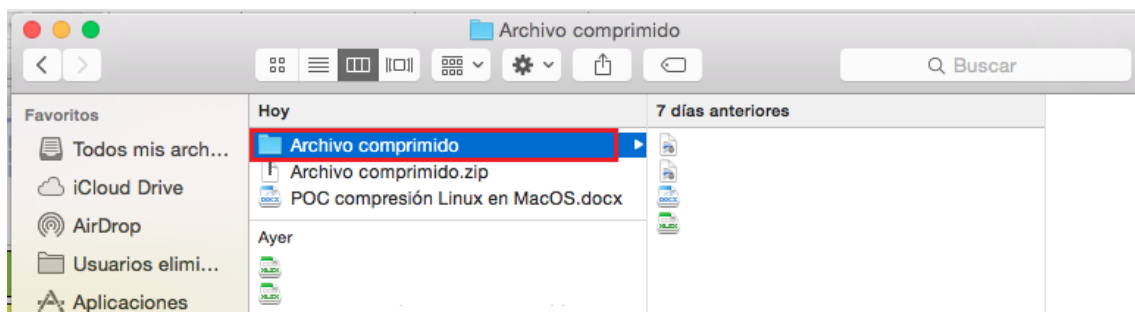 Archivo comprimido
Buscar
Favoritos
Todos mis arch...
iCloud Drive
AirDrop
Usuarios elimi...
Aplicaciones
Hoy
Archivo comprimido
Archivo comprimido.zip
POC compresión Linux en MacOS.docx
Ayer
7 días anteriores